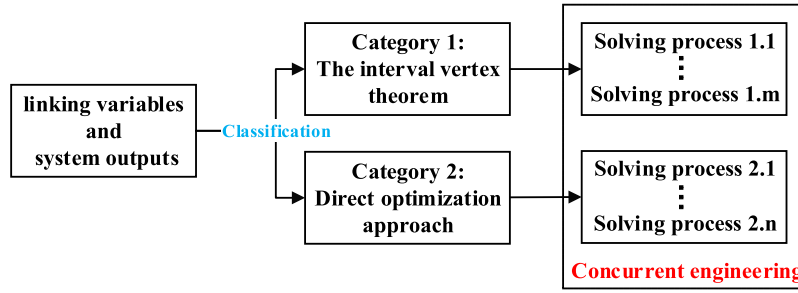 linking variables
and
system outputs
Classification
Category 1:
The interval vertex
theorem
Category 2:
Direct optimization
approach
Solving process 1.1
Solving process 1.m
Solving process 2.1
Solving process 2.n
Concurrent engineering